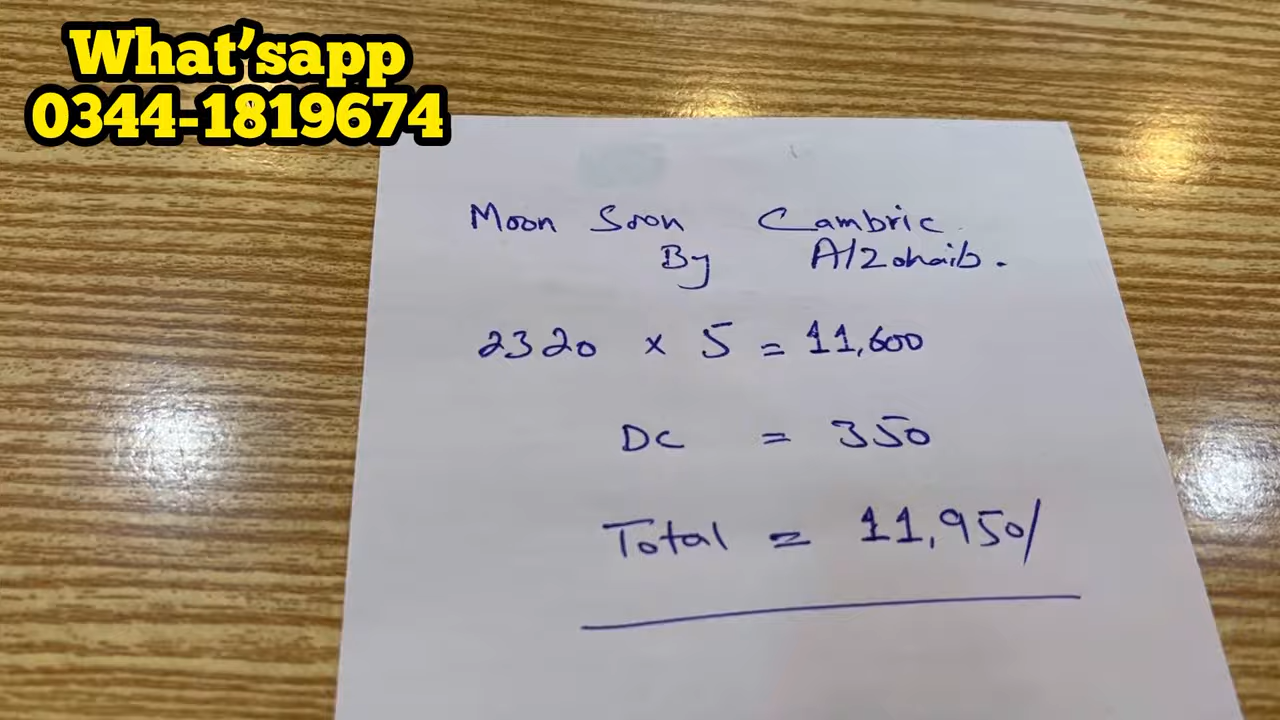 What'sapp
0344-1819674
Moon Soon Cambric.
By Alzohaib.
2320 x 5 = 11,600
DC = 350
Total = 11,950/